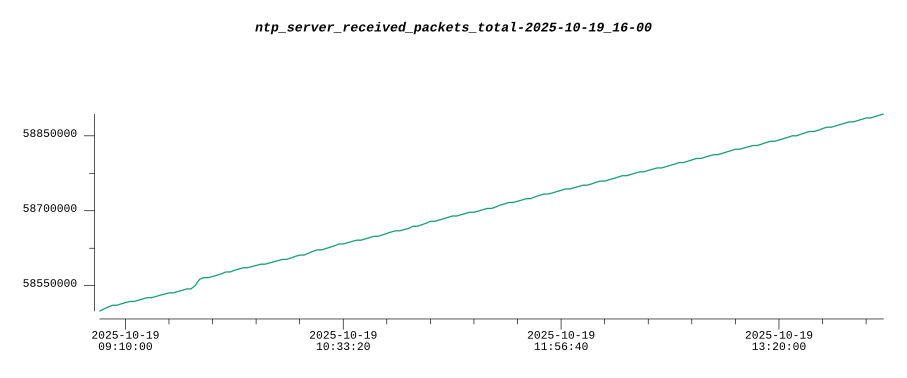 ntp_server_received_packets_total-2025-10-19_16-00
58850000
58700000
58550000
2025-10-19 2025-10-19 2025-10-19 2025-10-19
09:10:00 10:33:20 11:56:40 13:20:00